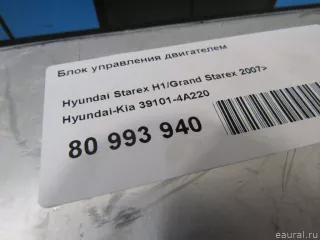 Блок управления двигателем
Hyundai Starex H1/Grand Starex 2007>
Hyundai-Kia 39101-4A220
80 993 940
eaural.ru